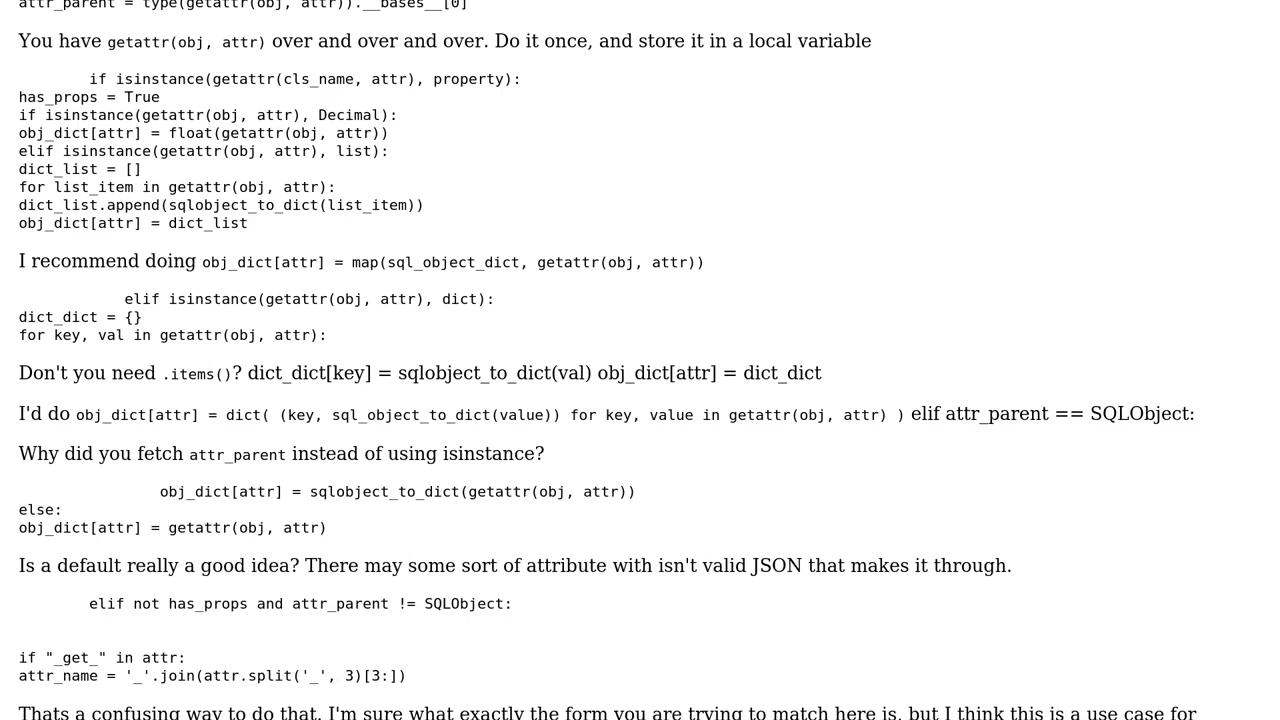 attr_parent = type(getattr(obj, attr)).__bases__[0]
You have getattr(obj, attr) over and over and over. Do it once, and store it in a local variable
if isinstance(getattr(cls_name, attr), property):
has_props = True
if isinstance(getattr(obj, attr), Decimal):
obj_dict[attr] = float(getattr(obj, attr))
elif isinstance(getattr(obj, attr), list):
dict_list = []
for list_item in getattr(obj, attr):
dict_list.append(sqlobject_to_dict(list_item))
obj_dict[attr] = dict_list
I recommend doing obj_dict[attr] = map(sql_object_dict, getattr(obj, attr))
elif isinstance(getattr(obj, attr), dict):
dict_dict = {}
for key, val in getattr(obj, attr):
Don't you need .items()? dict_dict[key] = sqlobject_to_dict(val) obj_dict[attr] = dict_dict
I'd do obj_dict[attr] = dict( (key, sql_object_to_dict(value)) for key, value in getattr(obj, attr) ) elif attr_parent == SQLObject:
Why did you fetch attr_parent instead of using isinstance?
obj_dict[attr] = sqlobject_to_dict(getattr(obj, attr))
else:
obj_dict[attr] = getattr(obj, attr)
Is a default really a good idea? There may some sort of attribute with isn't valid JSON that makes it through.
elif not has_props and attr_parent != SQLObject:
if "_get_" in attr:
attr_name = '_'.join(attr.split('_', 3)[3:])
Thats a confusing way to do that. I'm sure what exactly the form you are trying to match here is, but I think this is a use case for